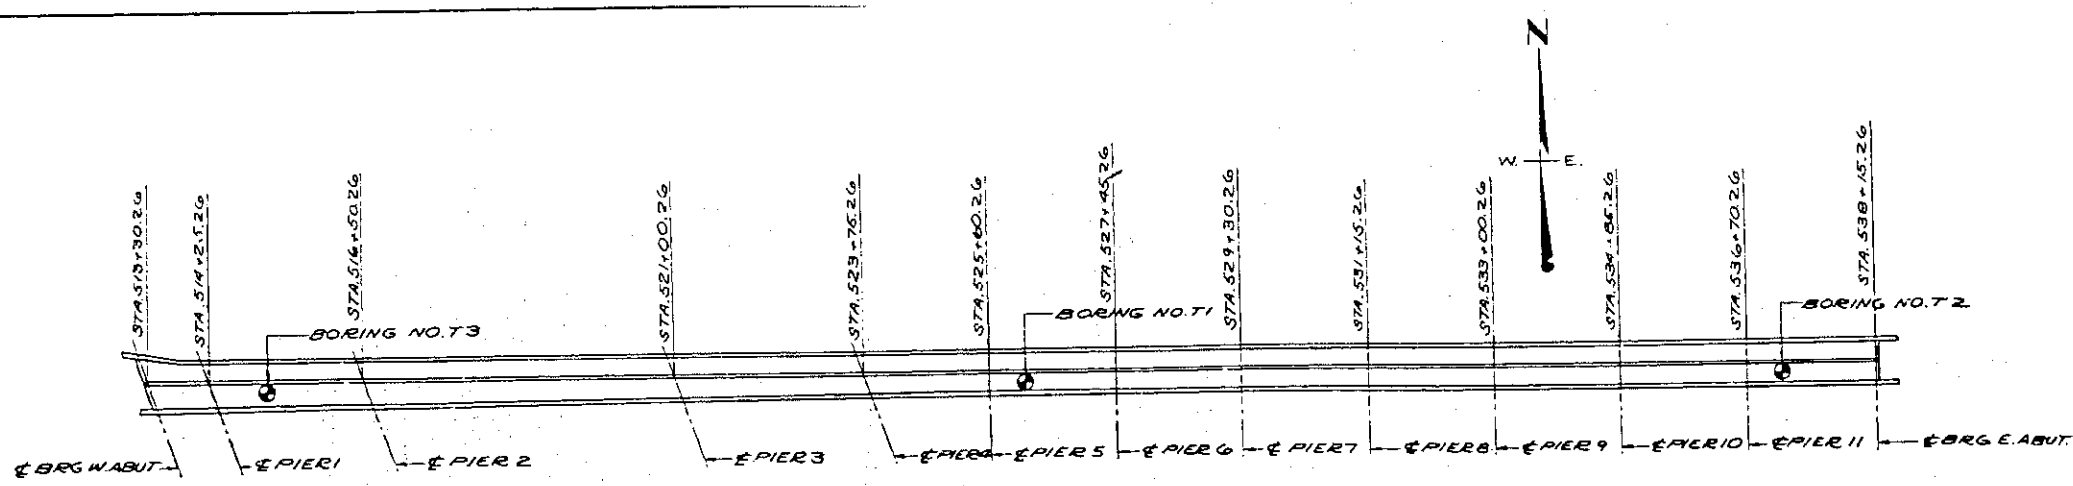 N
W. E.
STA. 513+30.26
STA. 514+25.26
STA. 516+50.26
STA. 521+00.26
STA. 523+75.26
STA. 525+60.26
STA. 527+45.26
STA. 529+30.26
STA. 531+15.26
STA. 533+00.26
STA. 534+85.26
STA. 536+70.26
STA. 538+15.26
BORING NO. T3
BORING NO. T1
BORING NO. T2
℄ BRG W. ABUT.
℄ PIER 1
℄ PIER 2
℄ PIER 3
℄ PIER 4
℄ PIER 5
℄ PIER 6
℄ PIER 7
℄ PIER 8
℄ PIER 9
℄ PIER 10
℄ PIER 11
℄ BRG E. ABUT.